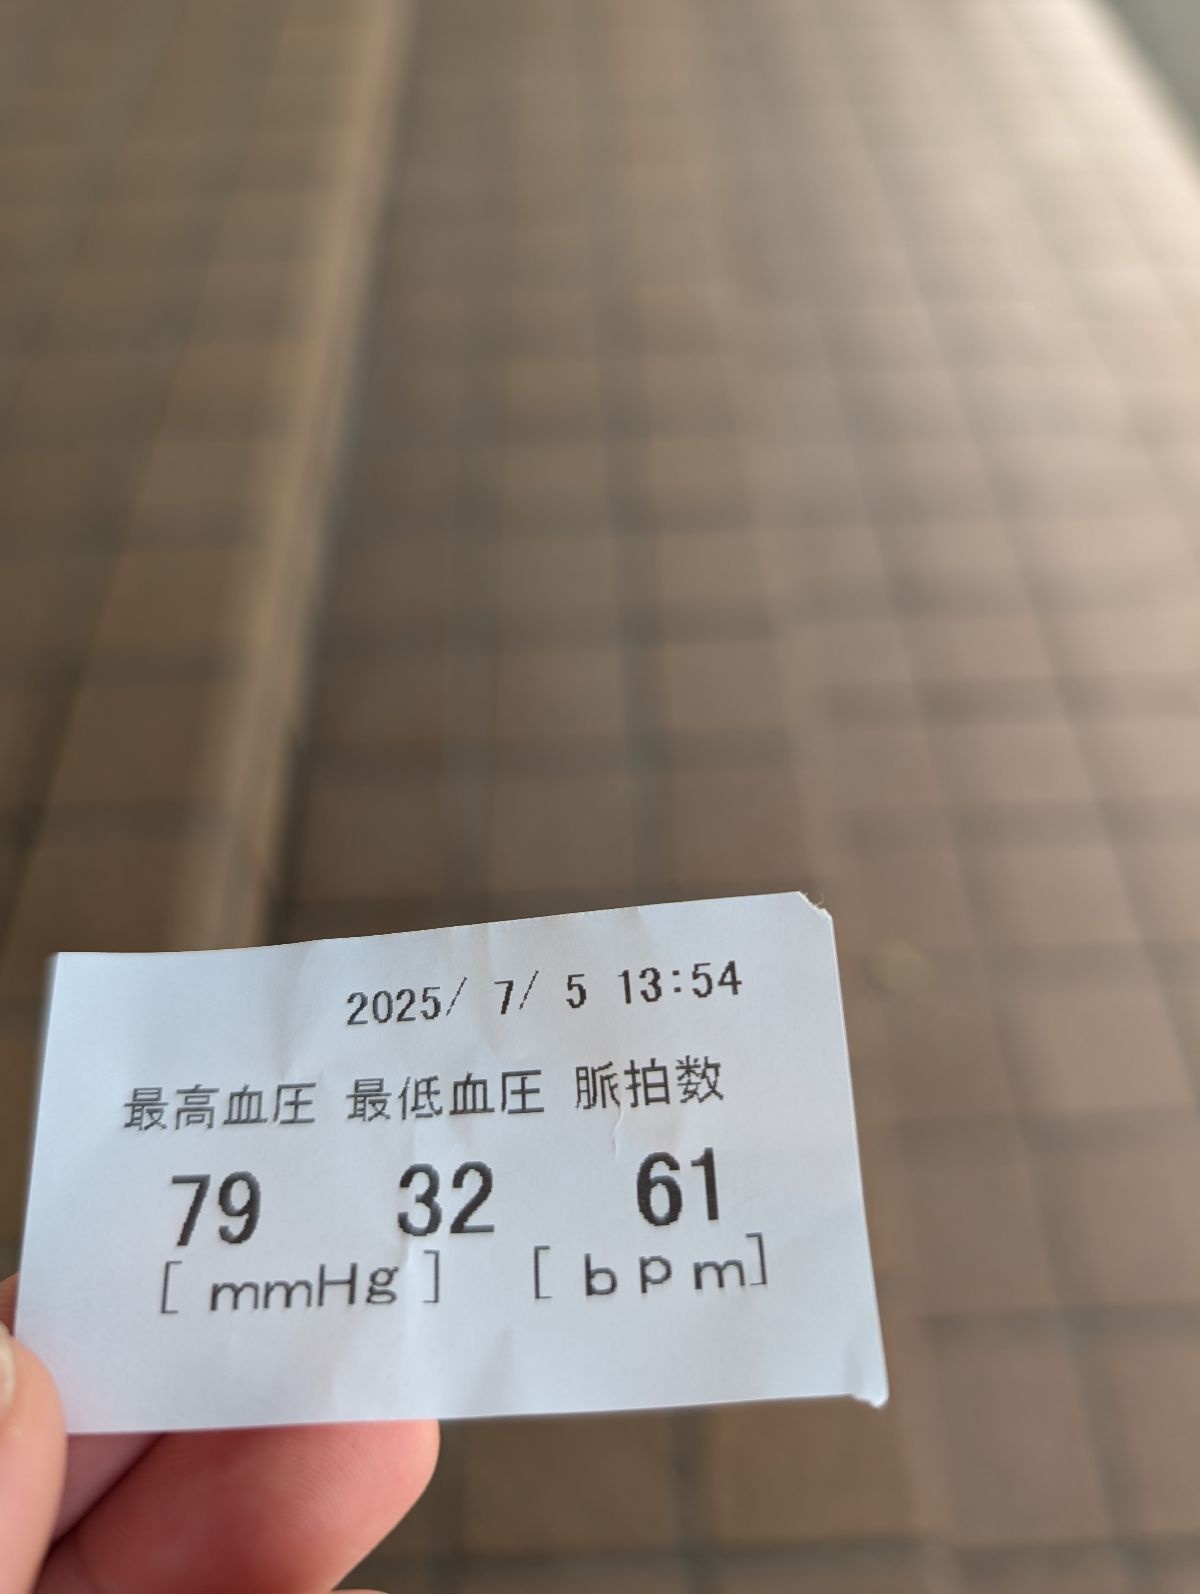 2025/ 7/ 5 13:54
最高血圧 最低血圧 脈拍数
79 32 61
[ mmHg ] [ bpm]